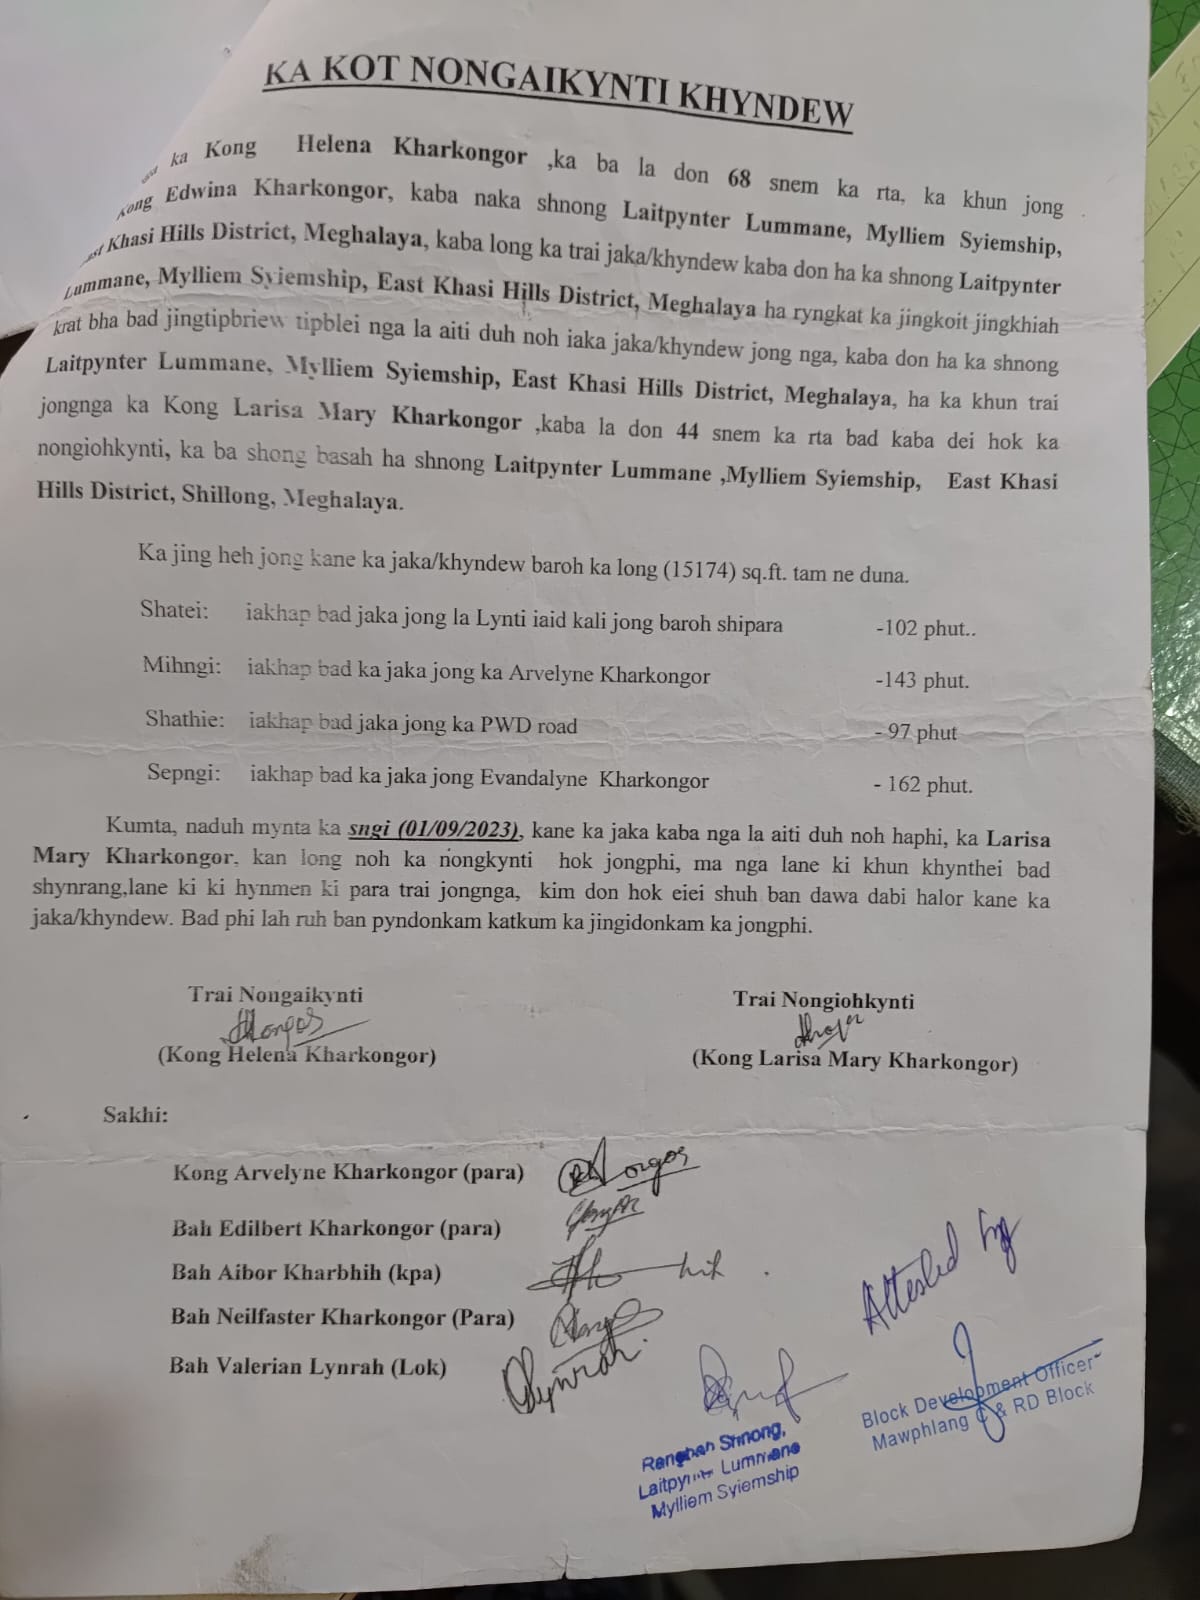 KA KOT NONGAIKYNTI KHYNDEW
ka Kong Helena Kharkongor ,ka ba la don 68 snem ka rta, ka khun jong
Kong Edwina Kharkongor, kaba naka shnong Laitpynter Lummane, Mylliem Syiemship,
East Khasi Hills District, Meghalaya, kaba long ka trai jaka/khyndew kaba don ha ka shnong Laitpynter
Lummane, Mylliem Syiemship, East Khasi Hills District, Meghalaya ha ryngkat ka jingkoit jingkhiah
krat bha bad jingtipbriew tipblei nga la aiti duh noh iaka jaka/khyndew jong nga, kaba don ha ka shnong
Laitpynter Lummane, Mylliem Syiemship, East Khasi Hills District, Meghalaya, ha ka khun trai
jongnga ka Kong Larisa Mary Kharkongor ,kaba la don 44 snem ka rta bad kaba dei hok ka
nongiohkynti, ka ba shong basah ha shnong Laitpynter Lummane ,Mylliem Syiemship, East Khasi
Hills District, Shillong, Meghalaya.
Ka jing heh jong kane ka jaka/khyndew baroh ka long (15174) sq.ft. tam ne duna.
Shatei: iakhap bad jaka jong la Lynti iaid kali jong baroh shipara -102 phut..
Mihngi: iakhap bad ka jaka jong ka Arvelyne Kharkongor -143 phut.
Shathie: iakhap bad jaka jong ka PWD road - 97 phut
Sepngi: iakhap bad ka jaka jong Evandalyne Kharkongor - 162 phut.
Kumta, naduh mynta ka sngi (01/09/2023), kane ka jaka kaba nga la aiti duh noh haphi, ka Larisa
Mary Kharkongor, kan long noh ka nongkynti hok jongphi, ma nga lane ki khun khynthei bad
shynrang,lane ki ki hynmen ki para trai jongnga, kim don hok eiei shuh ban dawa dabi halor kane ka
jaka/khyndew. Bad phi lah ruh ban pyndonkam katkum ka jingidonkam ka jongphi.
Trai Nongaikynti Trai Nongiohkynti
(Kong Helena Kharkongor) (Kong Larisa Mary Kharkongor)
Sakhi:
Kong Arvelyne Kharkongor (para)
Bah Edilbert Kharkongor (para)
Bah Aibor Kharbhih (kpa)
Bah Neilfaster Kharkongor (Para)
Bah Valerian Lynrah (Lok) Lynrah
Attested by
Block Development Officer
Mawphlang C & RD Block
Rangbah Shnong,
Laitpynter Lummane
Mylliem Syiemship